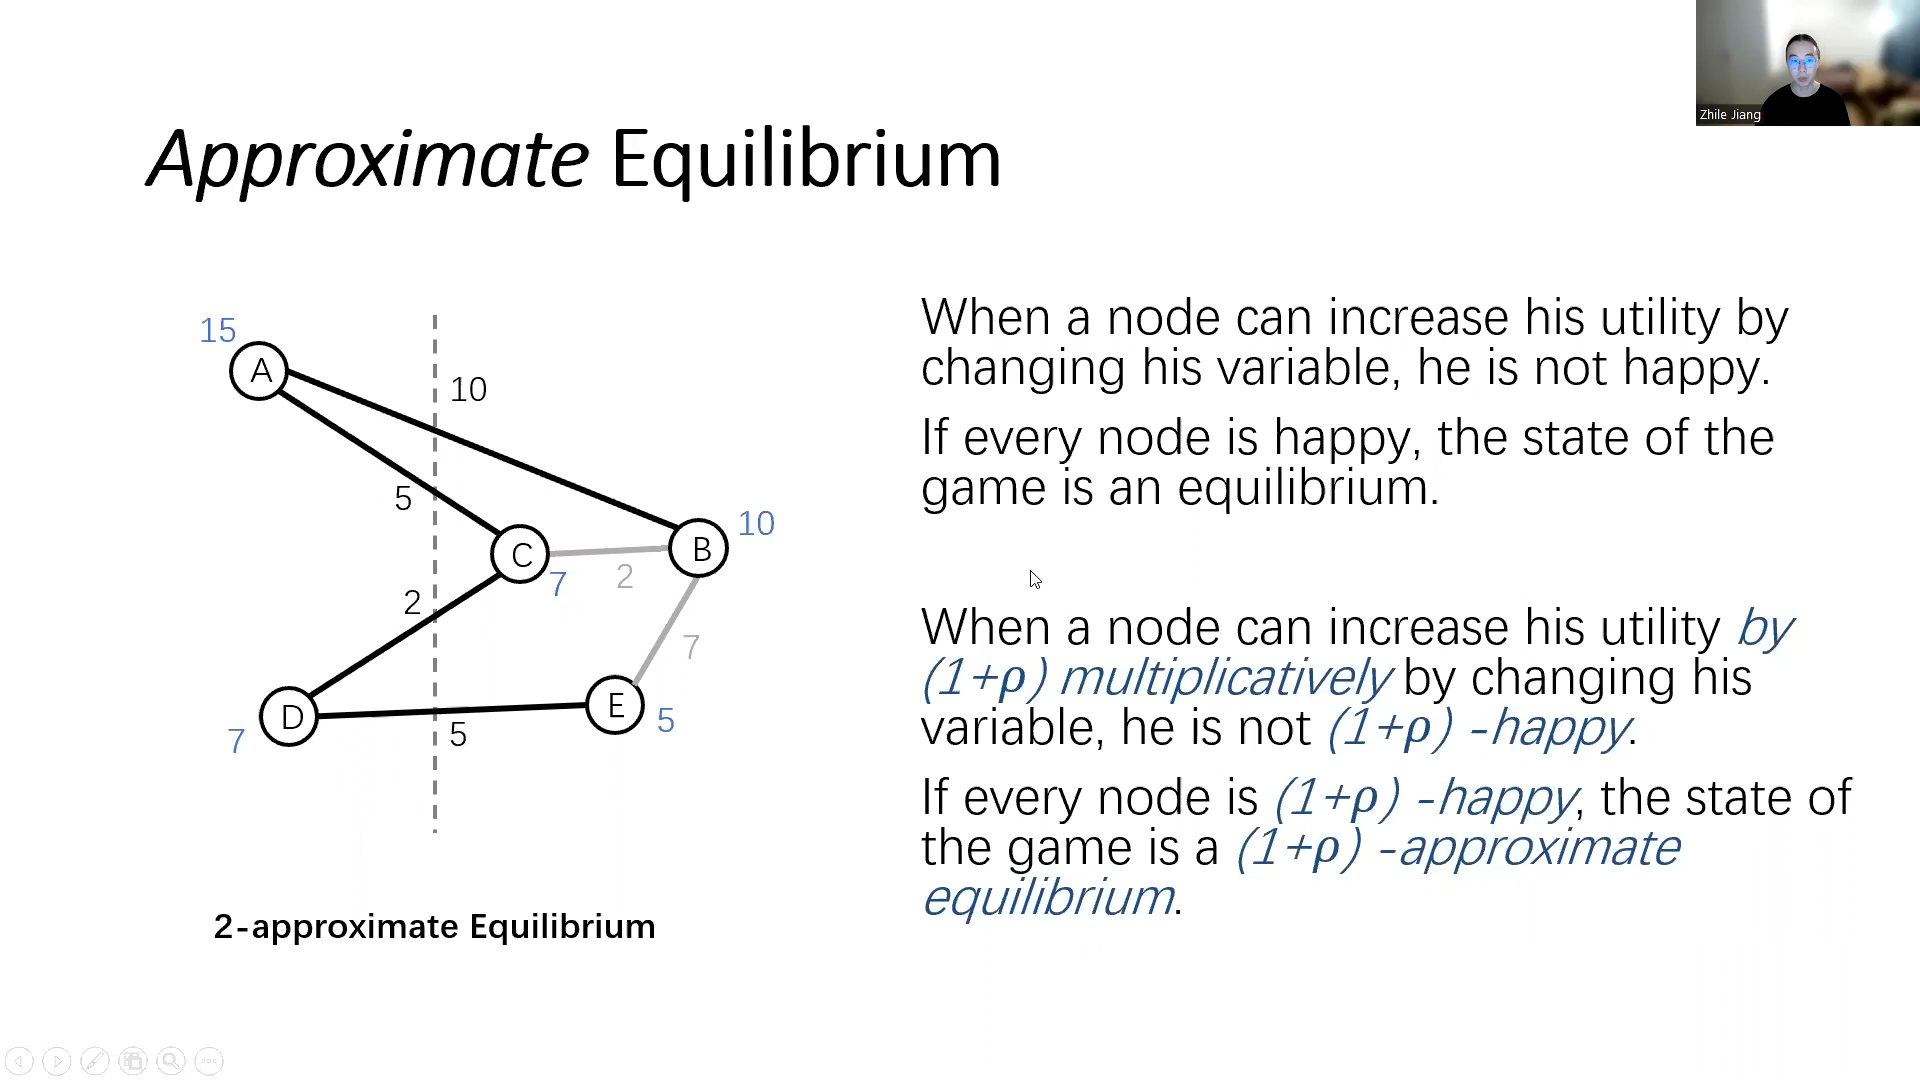 Zhile Jiang
Approximate Equilibrium
15
A
10
5
C
7
2
B
10
2
7
D
7
5
E
5
2-approximate Equilibrium
When a node can increase his utility by
changing his variable, he is not happy.
If every node is happy, the state of the
game is an equilibrium.
When a node can increase his utility by
(1+ρ) multiplicatively by changing his
variable, he is not (1+ρ) -happy.
If every node is (1+ρ) -happy, the state of
the game is a (1+ρ) -approximate
equilibrium.